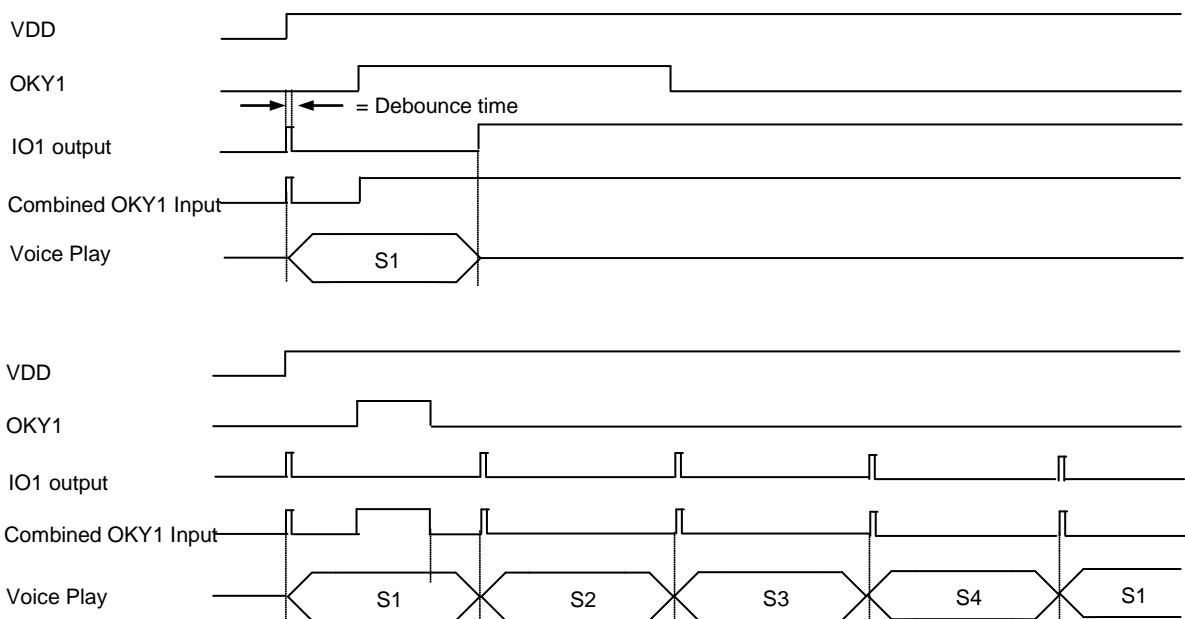 VDD
OKY1
= Debounce time
IO1 output
Combined OKY1 Input
Voice Play
S1
VDD
OKY1
IO1 output
Combined OKY1 Input
Voice Play
S1
S2
S3
S4
S1